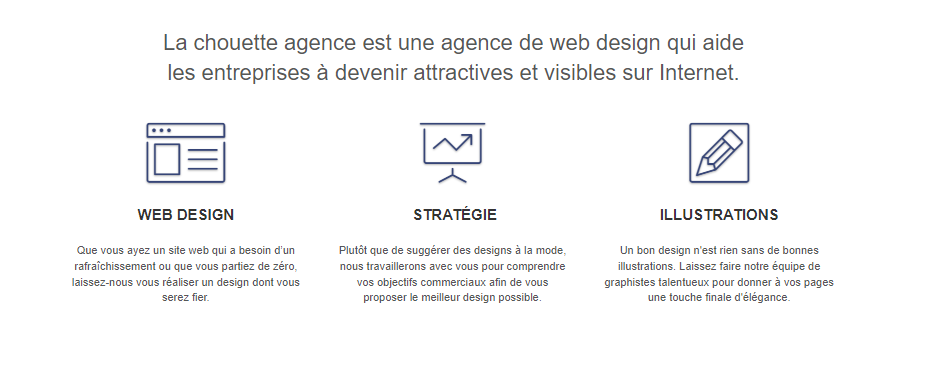 La chouette agence est une agence de web design qui aide
les entreprises à devenir attractives et visibles sur Internet.
WEB DESIGN
Que vous ayez un site web qui a besoin d'un
rafraîchissement ou que vous partiez de zéro,
laissez-nous vous réaliser un design dont vous
serez fier.
STRATÉGIE
Plutôt que de suggérer des designs à la mode,
nous travaillerons avec vous pour comprendre
vos objectifs commerciaux afin de vous
proposer le meilleur design possible.
ILLUSTRATIONS
Un bon design n'est rien sans de bonnes
illustrations. Laissez faire notre équipe de
graphistes talentueux pour donner à vos pages
une touche finale d'élégance.